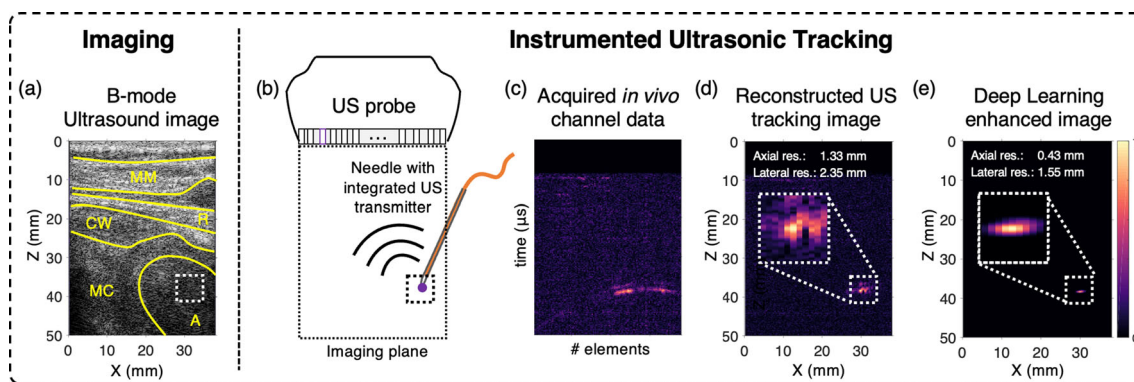 Imaging
Instrumented Ultrasonic Tracking
(a)
B-mode
Ultrasound image
MM
CW
R
MC
A
Z (mm)
0
10
20
30
40
50
0
10
20
30
X (mm)
(b)
US probe
...
Needle with
integrated US
transmitter
Imaging plane
(c)
Acquired in vivo
channel data
time (µs)
# elements
(d)
Reconstructed US
tracking image
Axial res.: 1.33 mm
Lateral res.: 2.35 mm
Z (mm)
0
10
20
30
40
50
0
10
20
30
X (mm)
(e)
Deep Learning
enhanced image
Axial res.: 0.43 mm
Lateral res.: 1.55 mm
0
10
20
30
40
50
0
10
20
30
X (mm)